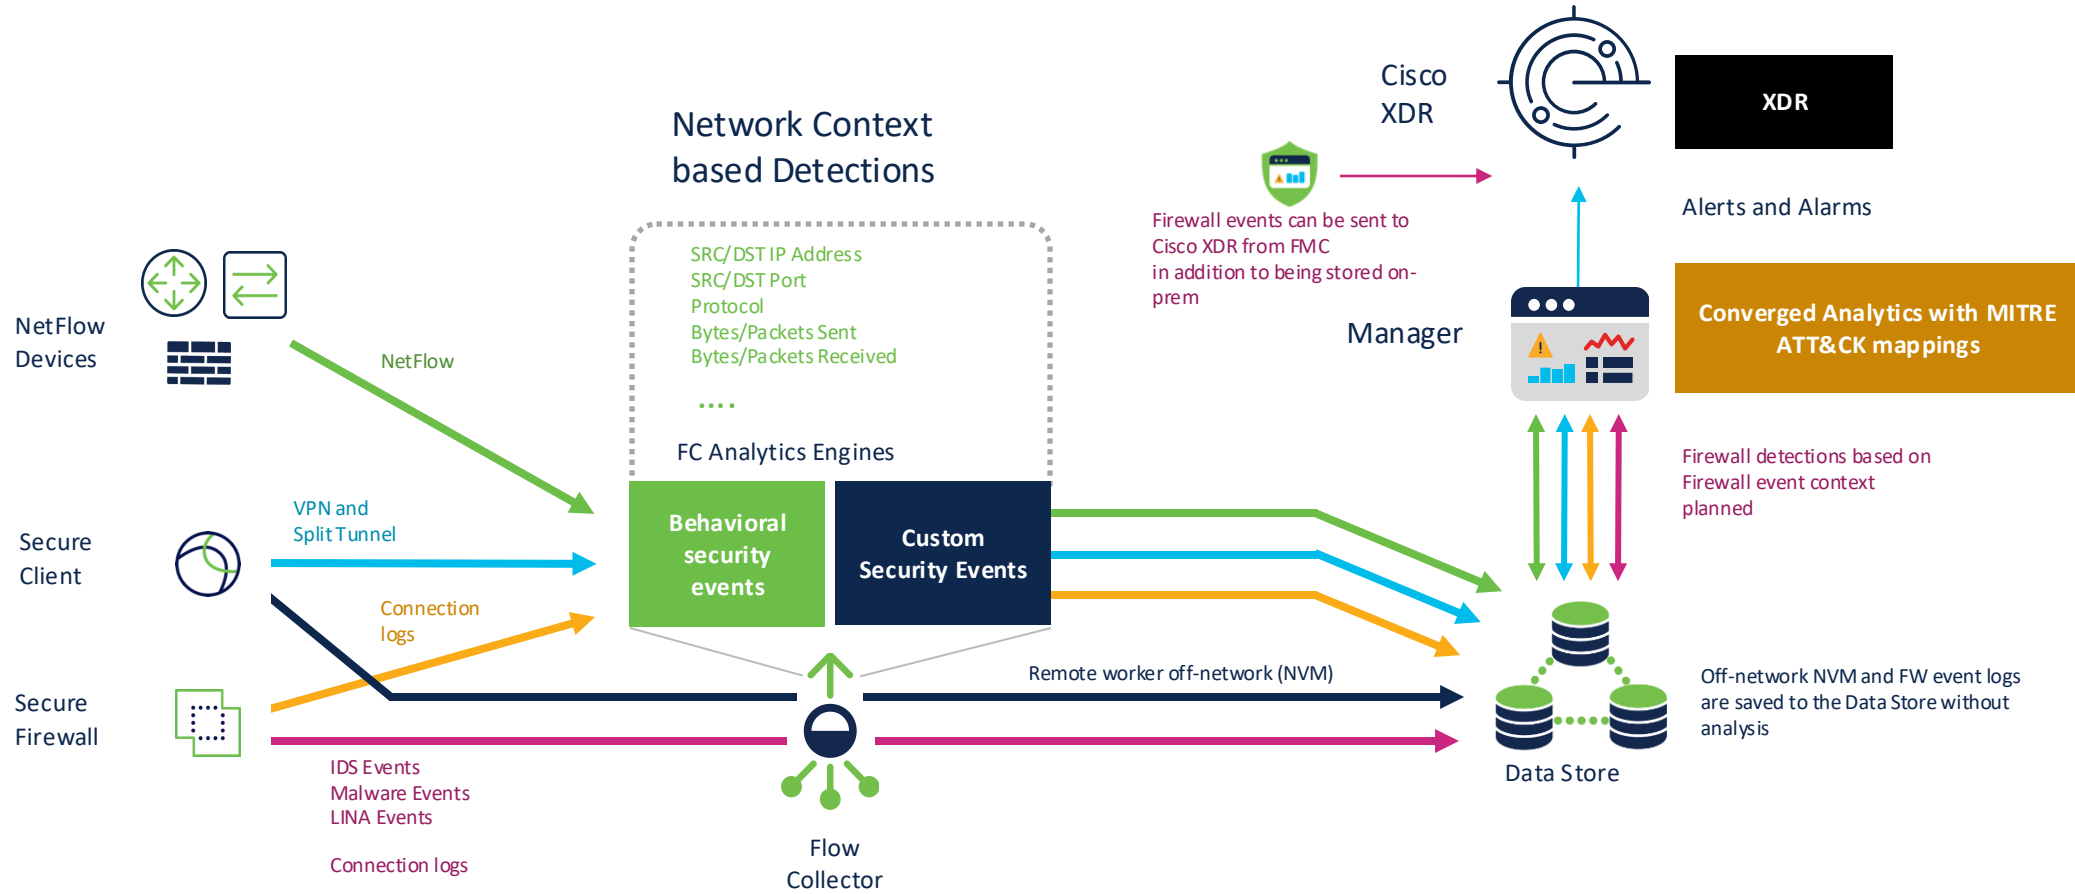 Cisco
XDR
XDR
Network Context
based Detections
Firewall events can be sent to
Cisco XDR from FMC
in addition to being stored on-
prem
Alerts and Alarms
SRC/DST IP Address
SRC/DST Port
Protocol
Bytes/Packets Sent
Bytes/Packets Received
....
FC Analytics Engines
NetFlow
Devices
NetFlow
Manager
Converged Analytics with MITRE
ATT&CK mappings
Firewall detections based on
Firewall event context
planned
Secure
Client
VPN and
Split Tunnel
Behavioral
security
events
Custom
Security Events
Connection
logs
Secure
Firewall
Remote worker off-network (NVM)
Off-network NVM and FW event logs
are saved to the Data Store without
analysis
Data Store
IDS Events
Malware Events
LINA Events
Connection logs
Flow
Collector